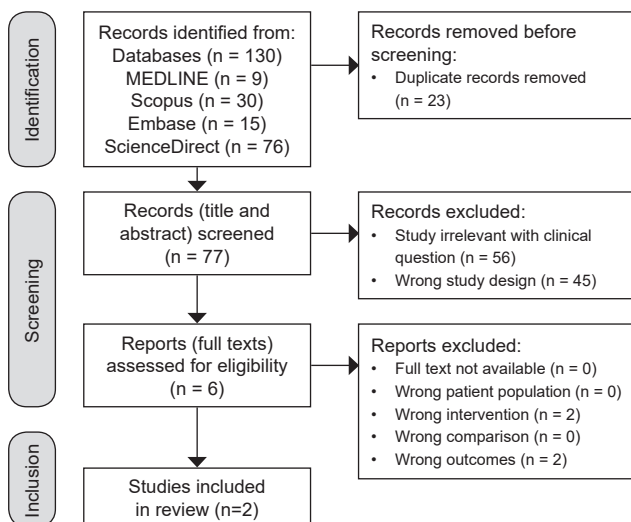 Identification
Records identified from:
Databases (n = 130)
MEDLINE (n = 9)
Scopus (n = 30)
Embase (n = 15)
ScienceDirect (n = 76)
Records removed before
screening:
• Duplicate records removed
(n = 23)
Screening
Records (title and
abstract) screened
(n = 77)
Records excluded:
• Study irrelevant with clinical
question (n = 56)
• Wrong study design (n = 45)
Reports (full texts)
assessed for eligibility
(n = 6)
Reports excluded:
• Full text not available (n = 0)
• Wrong patient population (n = 0)
• Wrong intervention (n = 2)
• Wrong comparison (n = 0)
• Wrong outcomes (n = 2)
Inclusion
Studies included
in review (n=2)